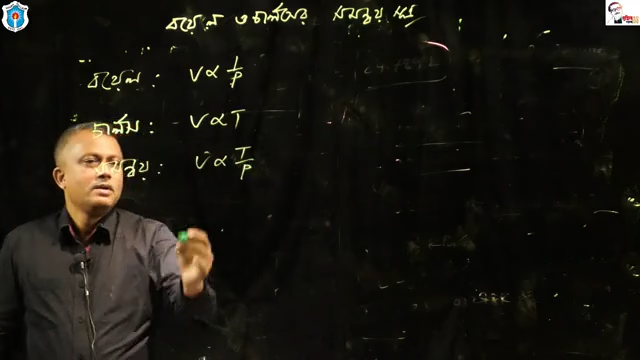 বয়েল ও চার্লসের সমন্বয় সূত্র
বয়েল : V ∝ 1/P
চার্লস : V ∝ T
সমন্বয় : V ∝ T/P